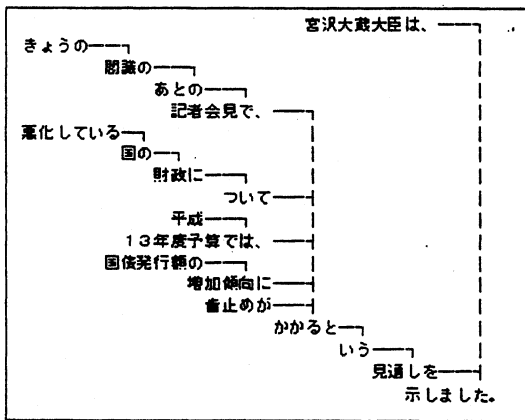 宮沢大蔵大臣は、
きょうの
閣議の
あとの
記者会見で、
悪化している
国の
財政に
ついて
平成
13年度予算では、
国債発行額の
増加傾向に
歯止めが
かかると
いう
見通しを
示しました。